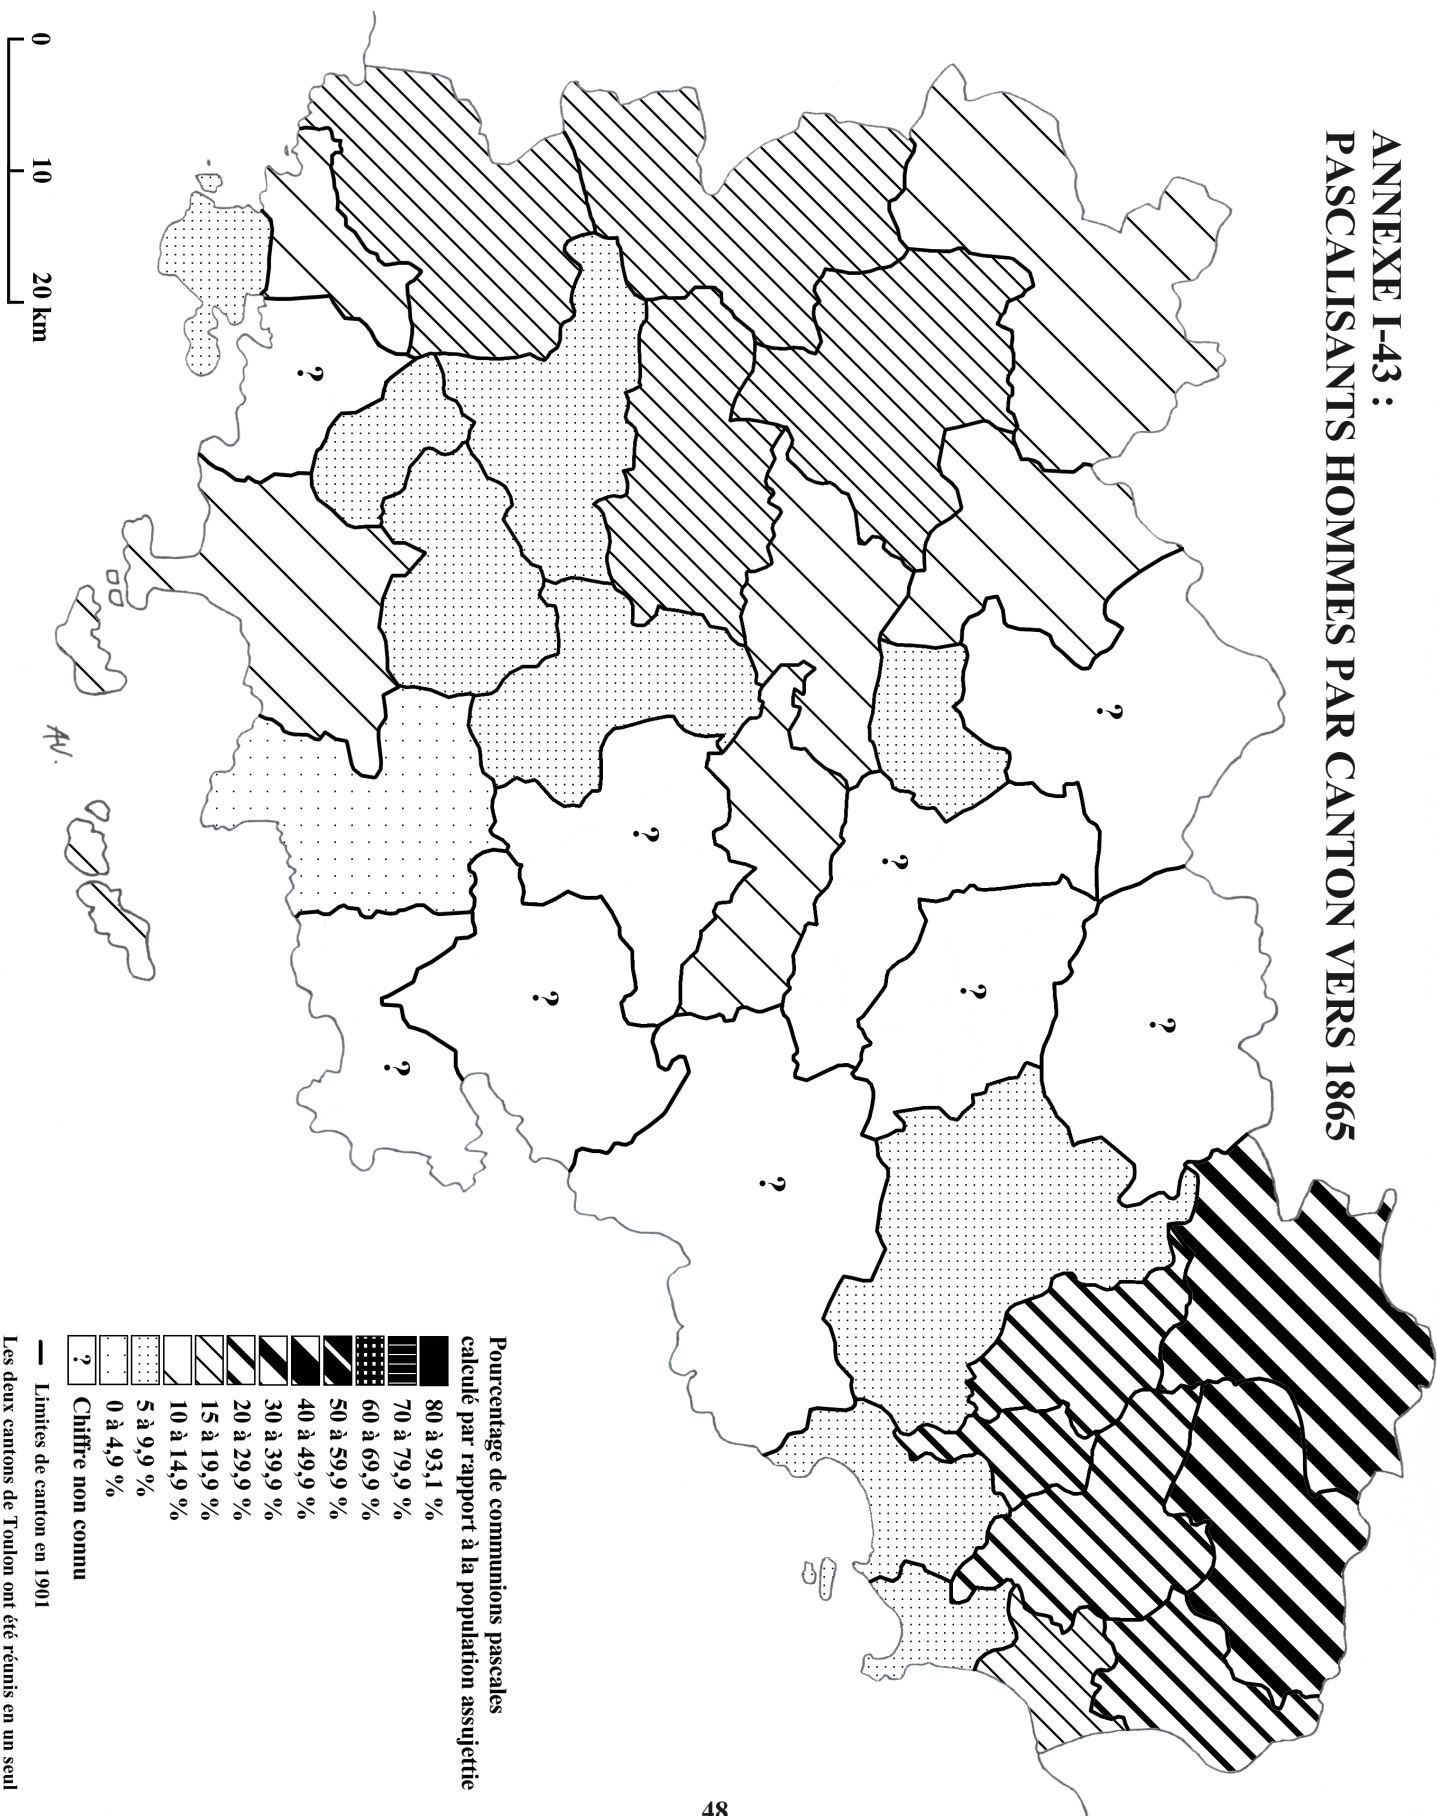 ANNEXE I-43 :
PASCALISANTS HOMMES PAR CANTON VERS 1865
?
?
?
?
?
?
?
?
?
AV.
0 10 20 km
Pourcentage de communions pascales
calculé par rapport à la population assujettie
80 à 93,1 %
70 à 79,9 %
60 à 69,9 %
50 à 59,9 %
40 à 49,9 %
30 à 39,9 %
20 à 29,9 %
15 à 19,9 %
10 à 14,9 %
5 à 9,9 %
0 à 4,9 %
? Chiffre non connu
Limites de canton en 1901
Les deux cantons de Toulon ont été réunis en un seul
48